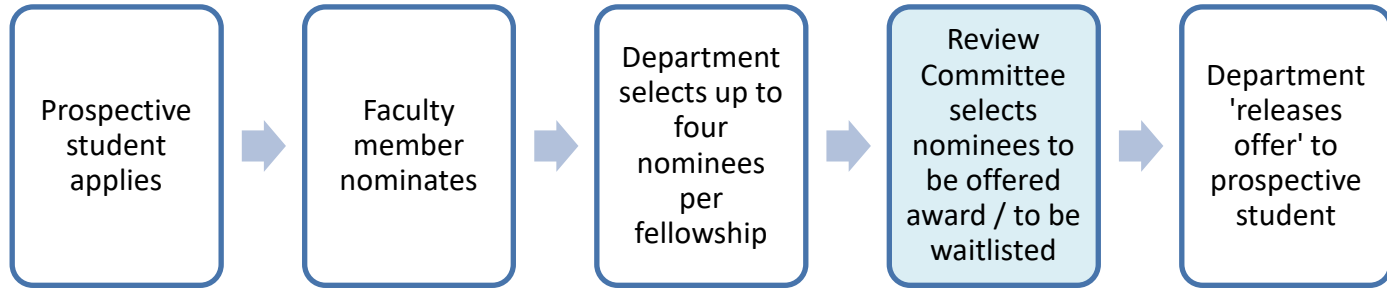 Prospective
student
applies
Faculty
member
nominates
Department
selects up to
four
nominees
per
fellowship
Review
Committee
selects
nominees to
be offered
award / to be
waitlisted
Department
'releases
offer' to
prospective
student